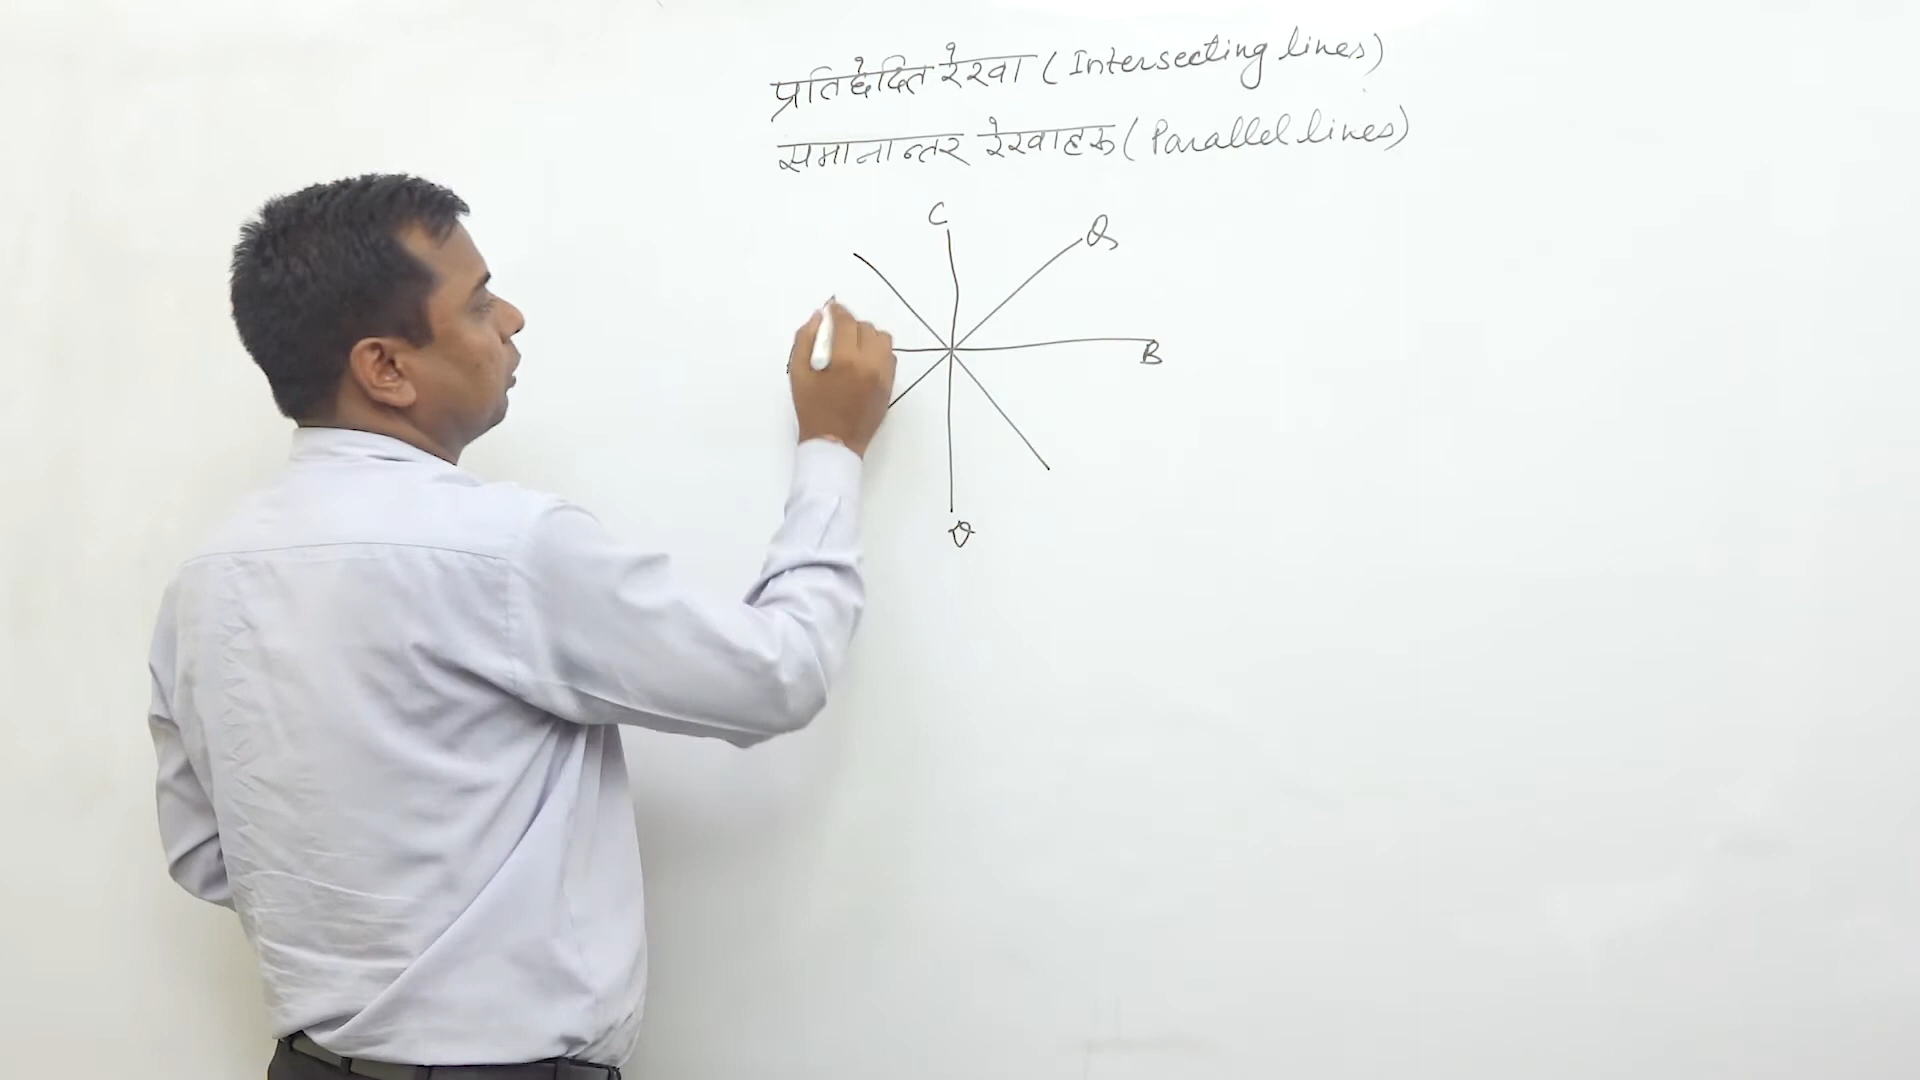 प्रतिछेदित रेखा (Intersecting lines)
समानान्तर रेखाहरू (Parallel lines)
C
Q
B
D